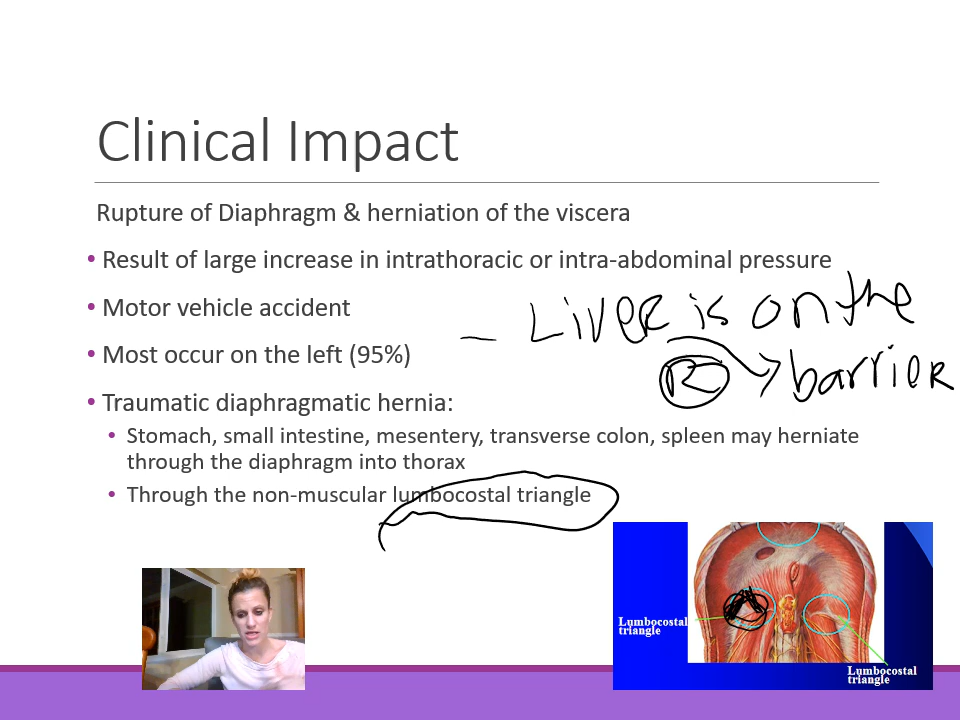 Clinical Impact
Rupture of Diaphragm & herniation of the viscera
• Result of large increase in intrathoracic or intra-abdominal pressure
• Motor vehicle accident
• Most occur on the left (95%)
– Liver is on the
R → barrier
• Traumatic diaphragmatic hernia:
• Stomach, small intestine, mesentery, transverse colon, spleen may herniate
through the diaphragm into thorax
• Through the non-muscular lumbocostal triangle
Lumbocostal
triangle
Lumbocostal
triangle